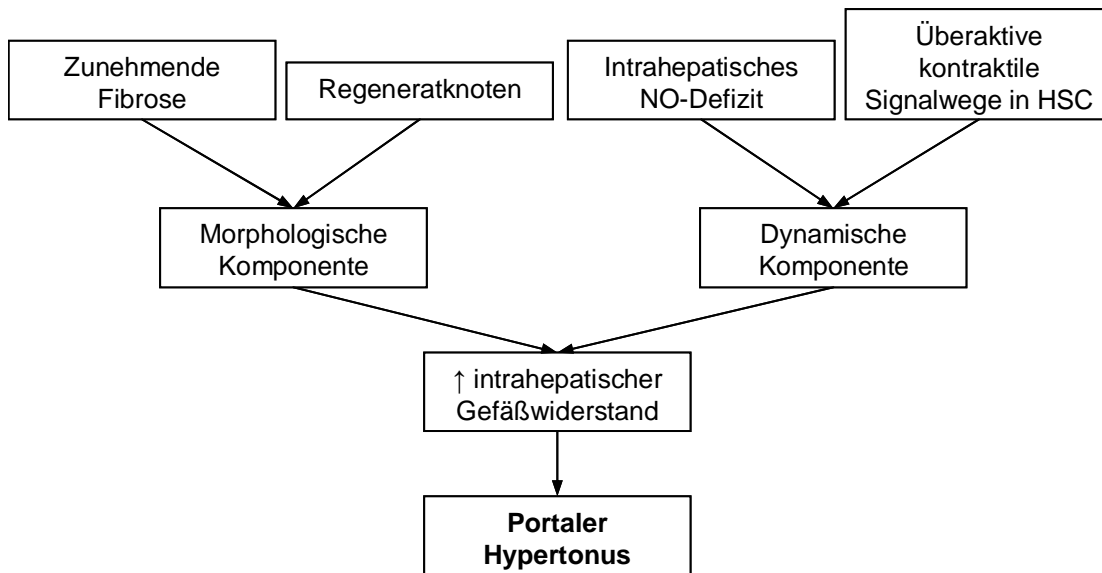 Zunehmende
Fibrose
Regeneratknoten
Intrahepatisches
NO-Defizit
Überaktive
kontraktile
Signalwege in HSC
Morphologische
Komponente
Dynamische
Komponente
↑ intrahepatischer
Gefäßwiderstand
Portaler
Hypertonus